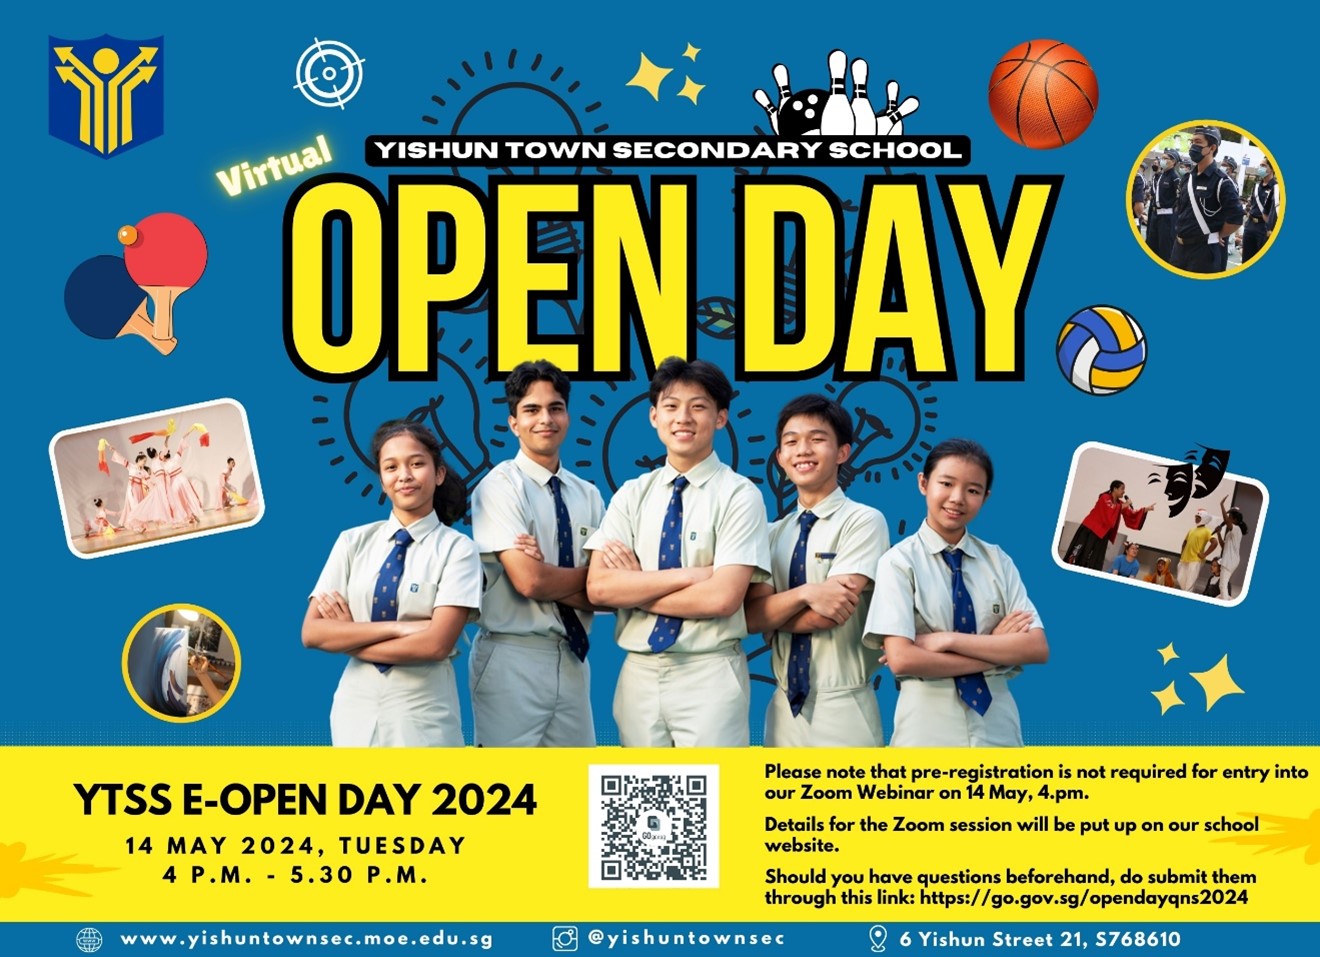 Virtual
YISHUN TOWN SECONDARY SCHOOL
OPEN DAY
YTSS E-OPEN DAY 2024
14 MAY 2024, TUESDAY
4 P.M. - 5.30 P.M.
GO.gov.sg
Please note that pre-registration is not required for entry into
our Zoom Webinar on 14 May, 4.pm.
Details for the Zoom session will be put up on our school
website.
Should you have questions beforehand, do submit them
through this link: https://go.gov.sg/opendayqns2024
www.yishuntownsec.moe.edu.sg
@yishuntownsec
6 Yishun Street 21, S768610